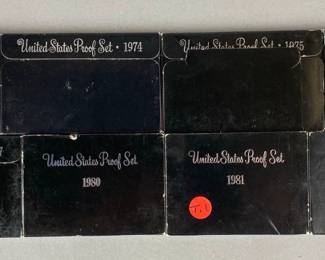 United States Proof Set · 1974
United States Proof Set · 1975
United States Proof Set
1980
United States Proof Set
1981
T.1